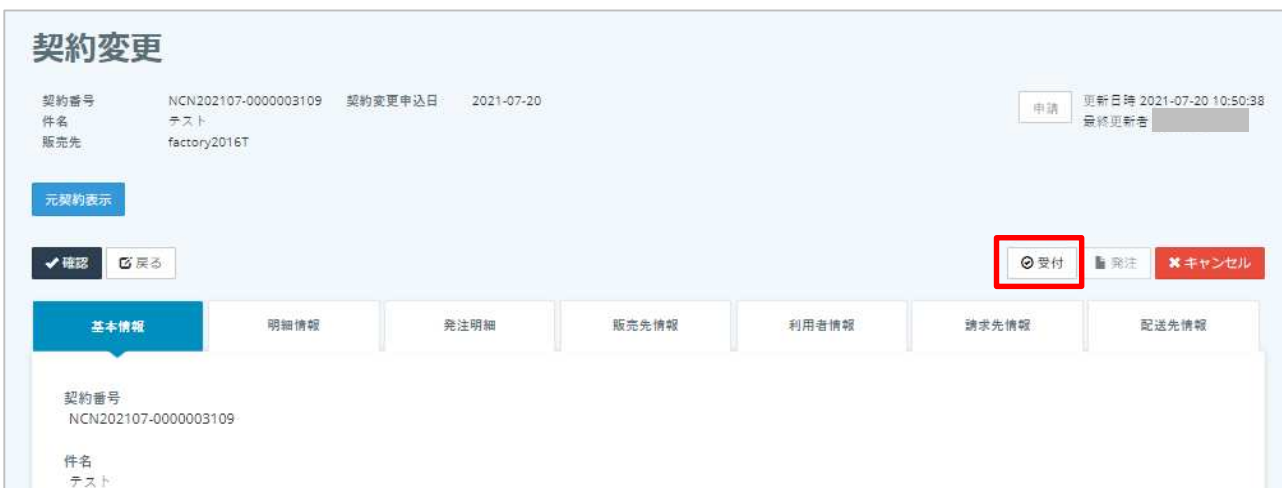 契約変更
契約番号 NCN202107-0000003109 契約変更申込日 2021-07-20
件名 テスト
販売先 factory2016T
申請 更新日時 2021-07-20 10:50:38
最終更新者
元契約表示
確認 戻る 受付 発注 キャンセル
基本情報 明細情報 発注明細 販売先情報 利用者情報 請求先情報 配送先情報
契約番号
NCN202107-0000003109
件名
テスト